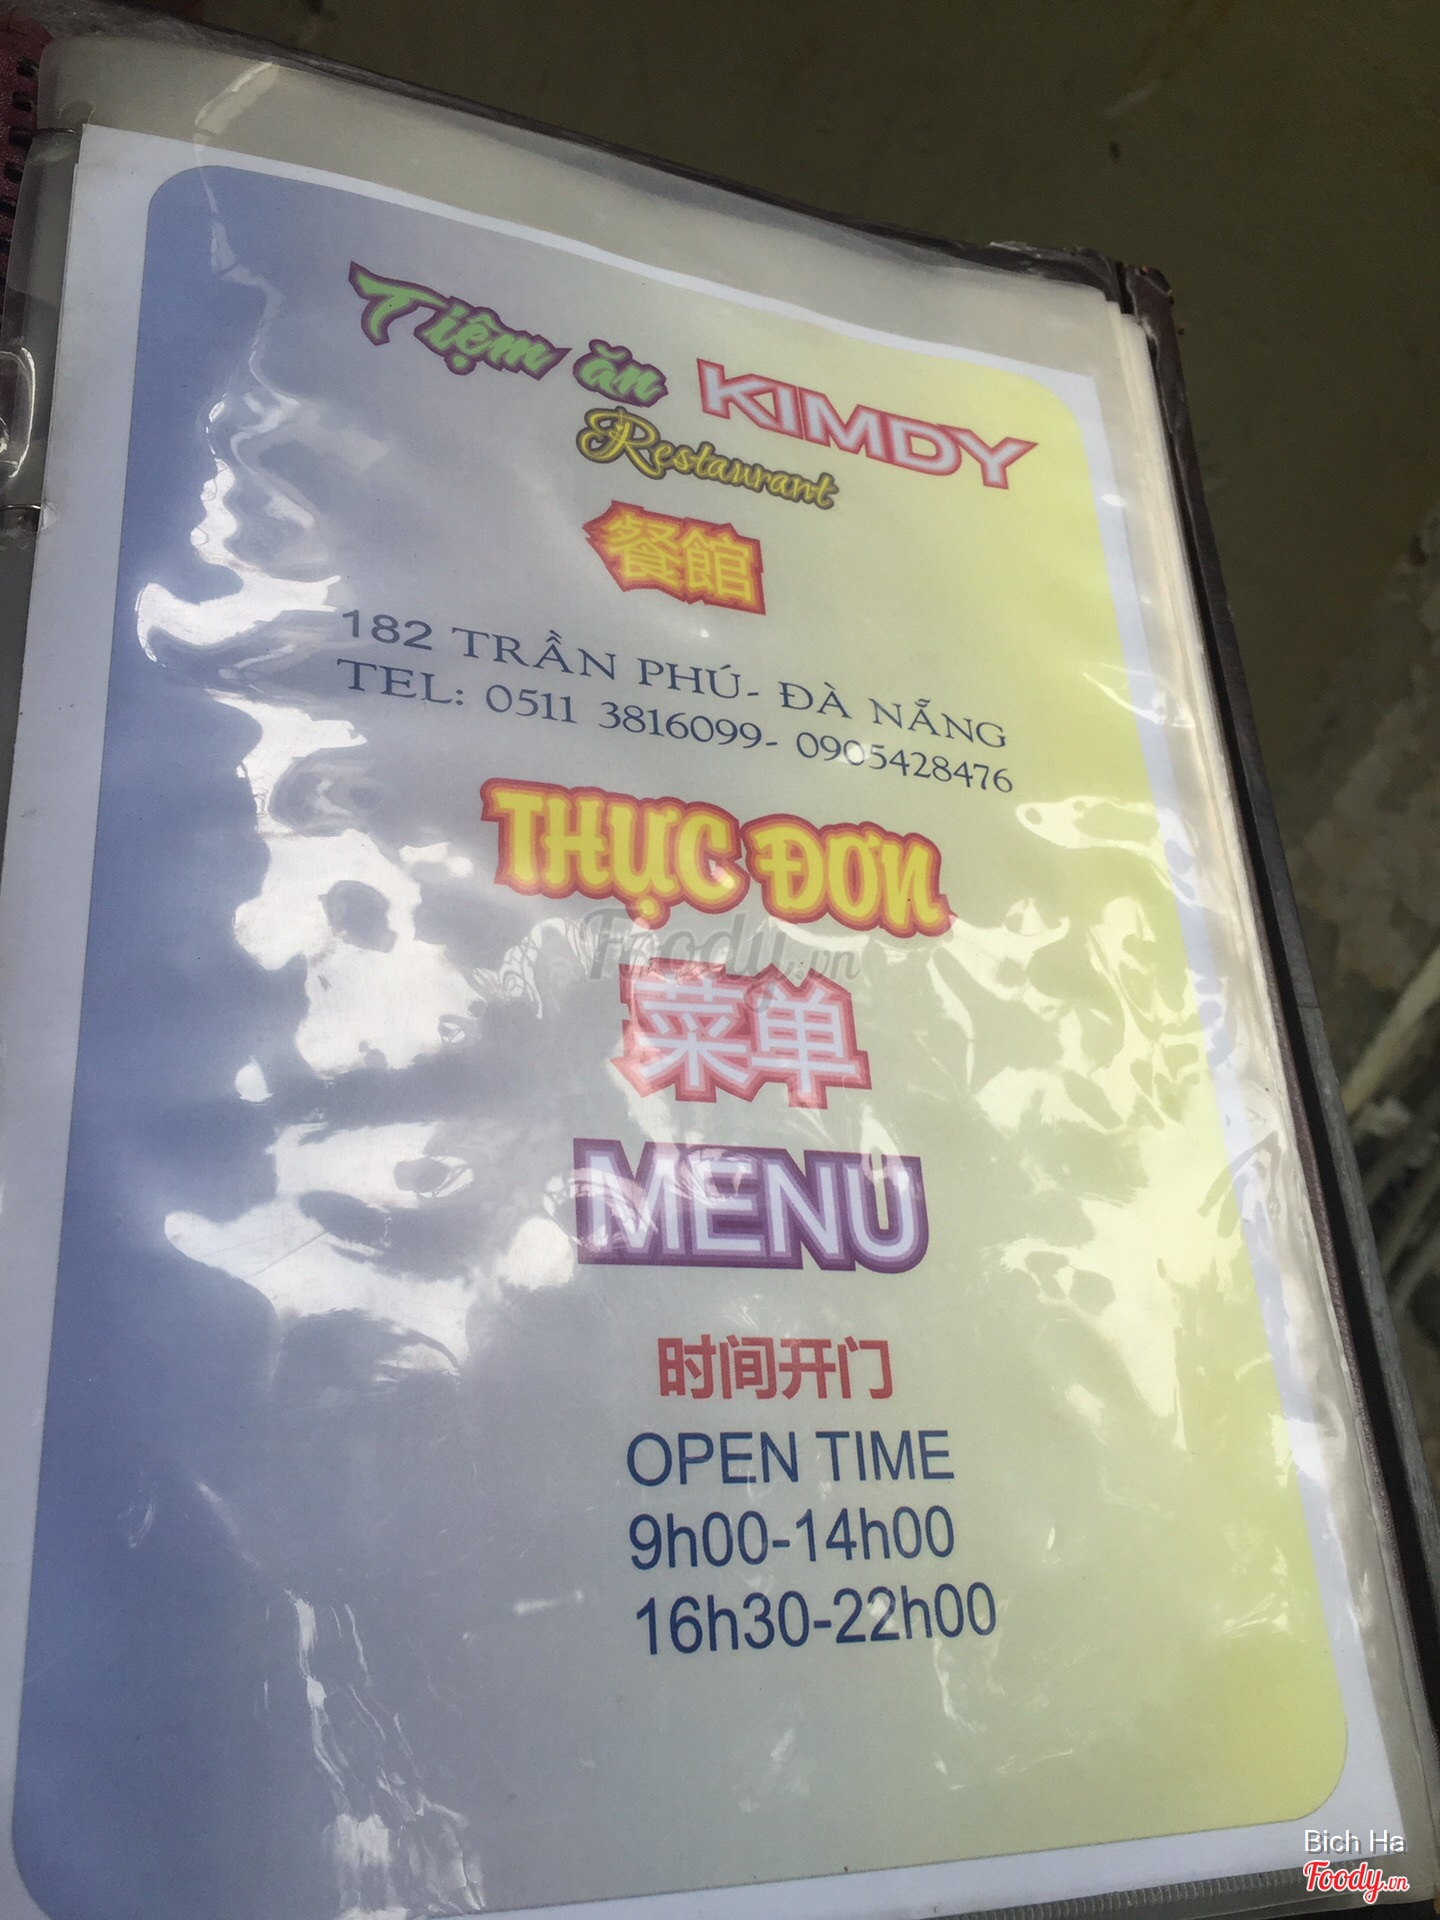 Tiệm ăn KIMDY
Restaurant
餐館
182 TRẦN PHÚ- ĐÀ NẴNG
TEL: 0511 3816099- 0905428476
THỰC ĐƠN
Foody.vn
菜单
MENU
时间开门
OPEN TIME
9h00-14h00
16h30-22h00
Bich Ha
Foody.vn